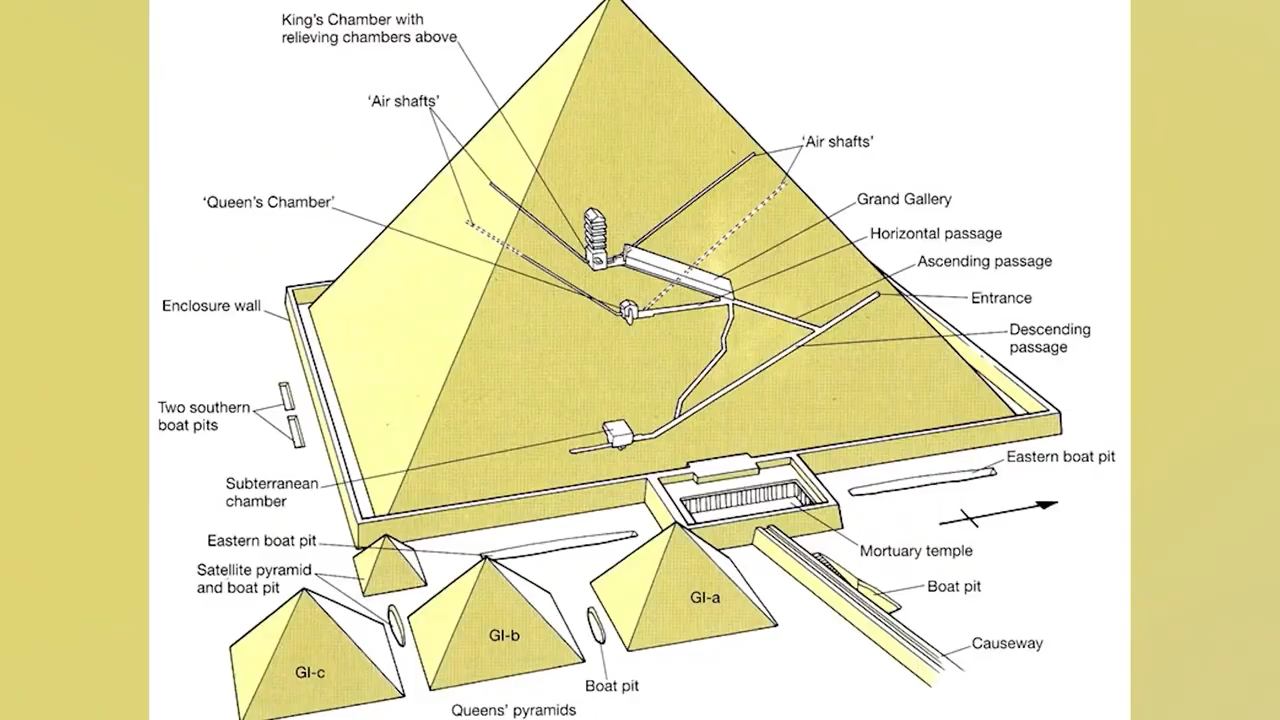 King's Chamber with
relieving chambers above
'Air shafts'
'Air shafts'
'Queen's Chamber'
Grand Gallery
Horizontal passage
Ascending passage
Entrance
Enclosure wall
Descending
passage
Two southern
boat pits
Eastern boat pit
Subterranean
chamber
Eastern boat pit
Mortuary temple
Satellite pyramid
and boat pit
Boat pit
GI-a
GI-b
Causeway
GI-c
Boat pit
Queens' pyramids